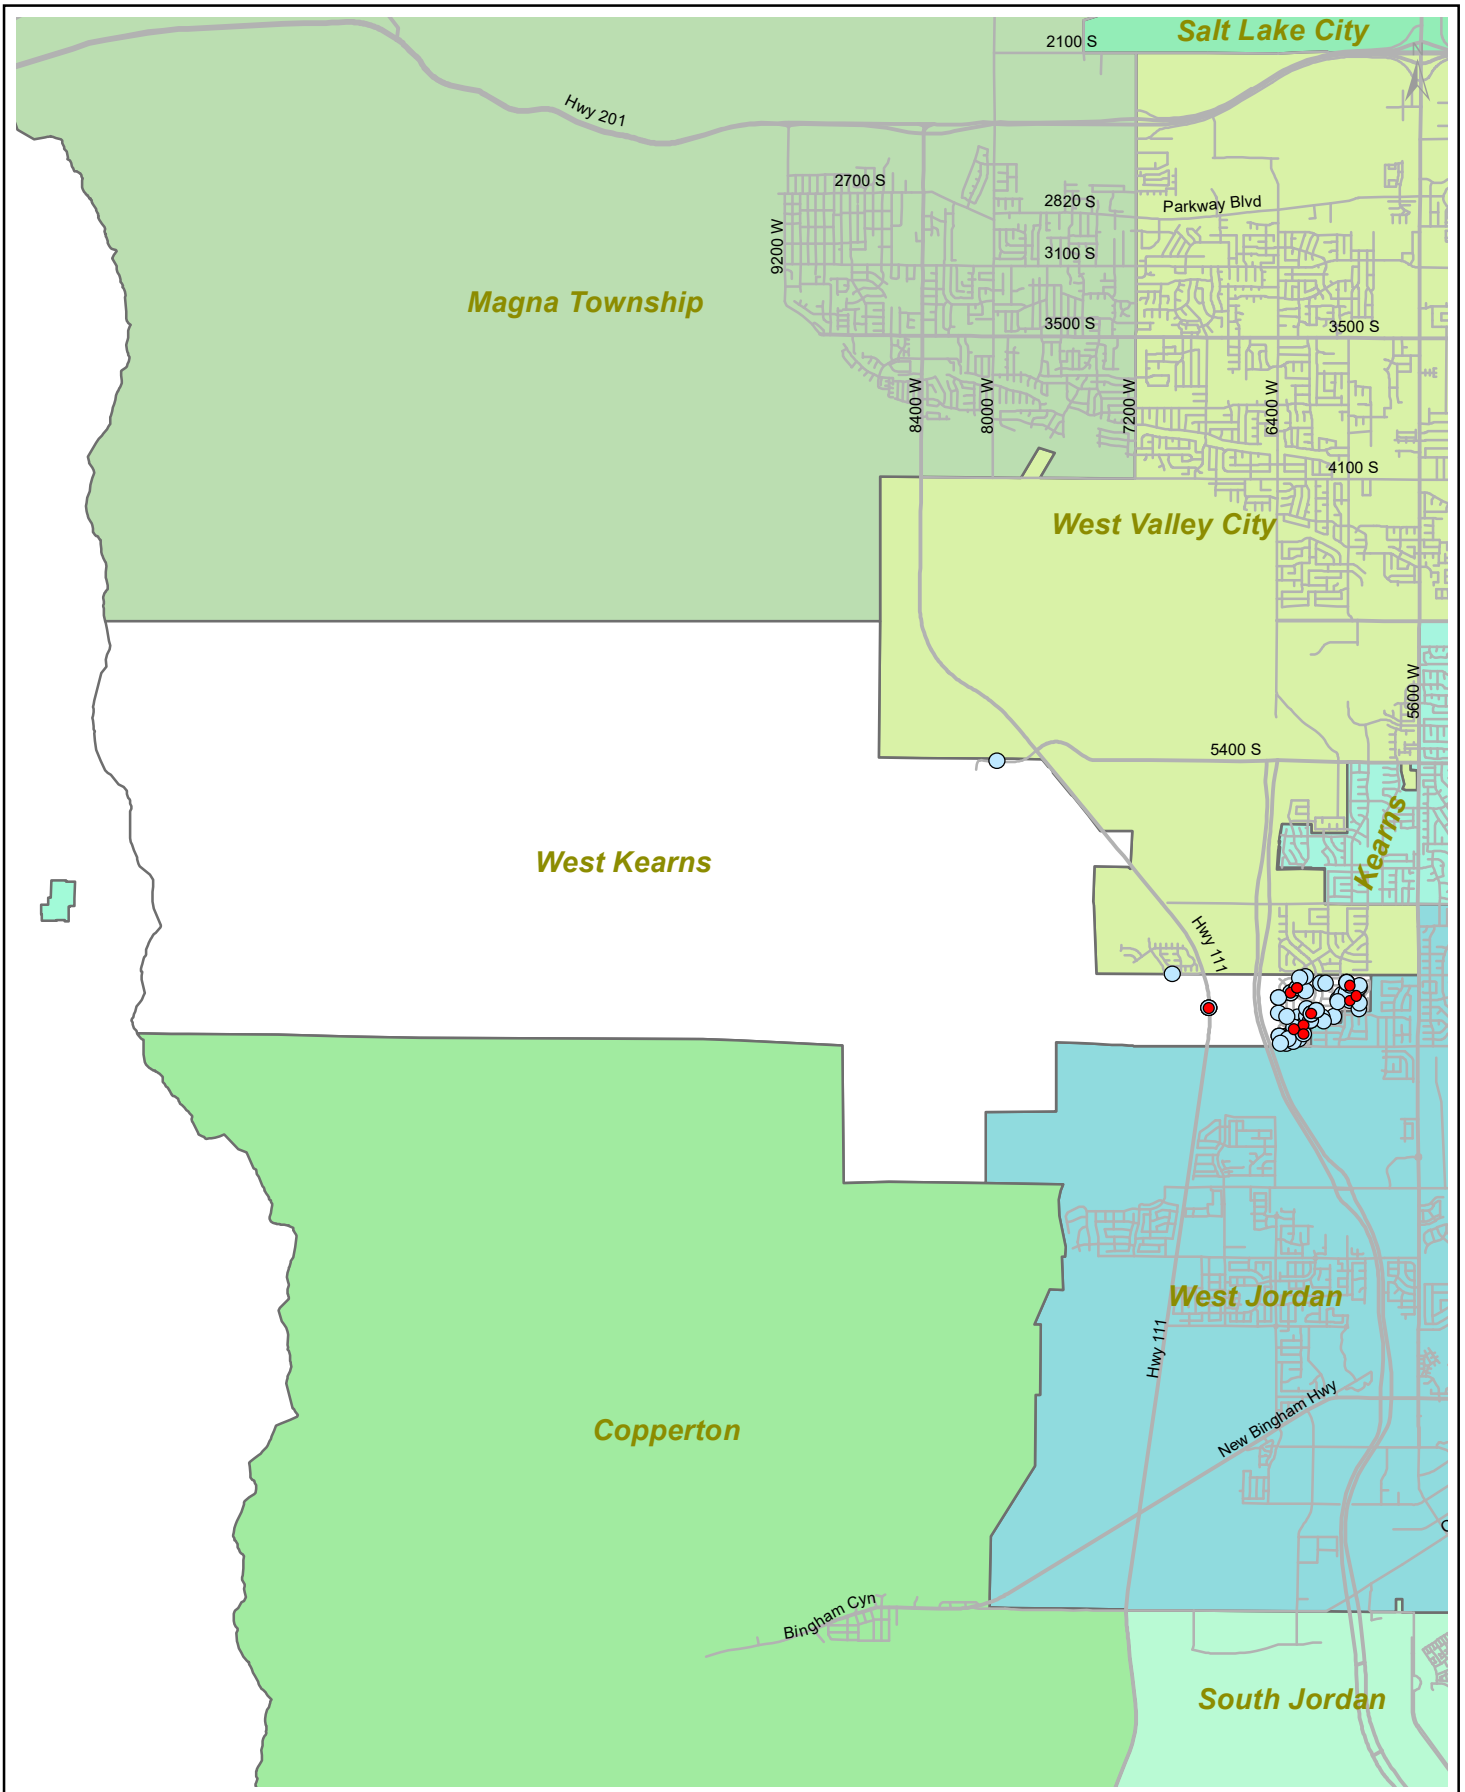 Salt Lake City
2100 S
N
Hwy 201
2700 S
2820 S
Parkway Blvd
9200 W
3100 S
Magna Township
3500 S
3500 S
8400 W
8000 W
7200 W
6400 W
4100 S
West Valley City
5600 W
5400 S
Kearns
West Kearns
Hwy 111
West Jordan
Hwy 111
New Bingham Hwy
Copperton
Bingham Cyn
South Jordan